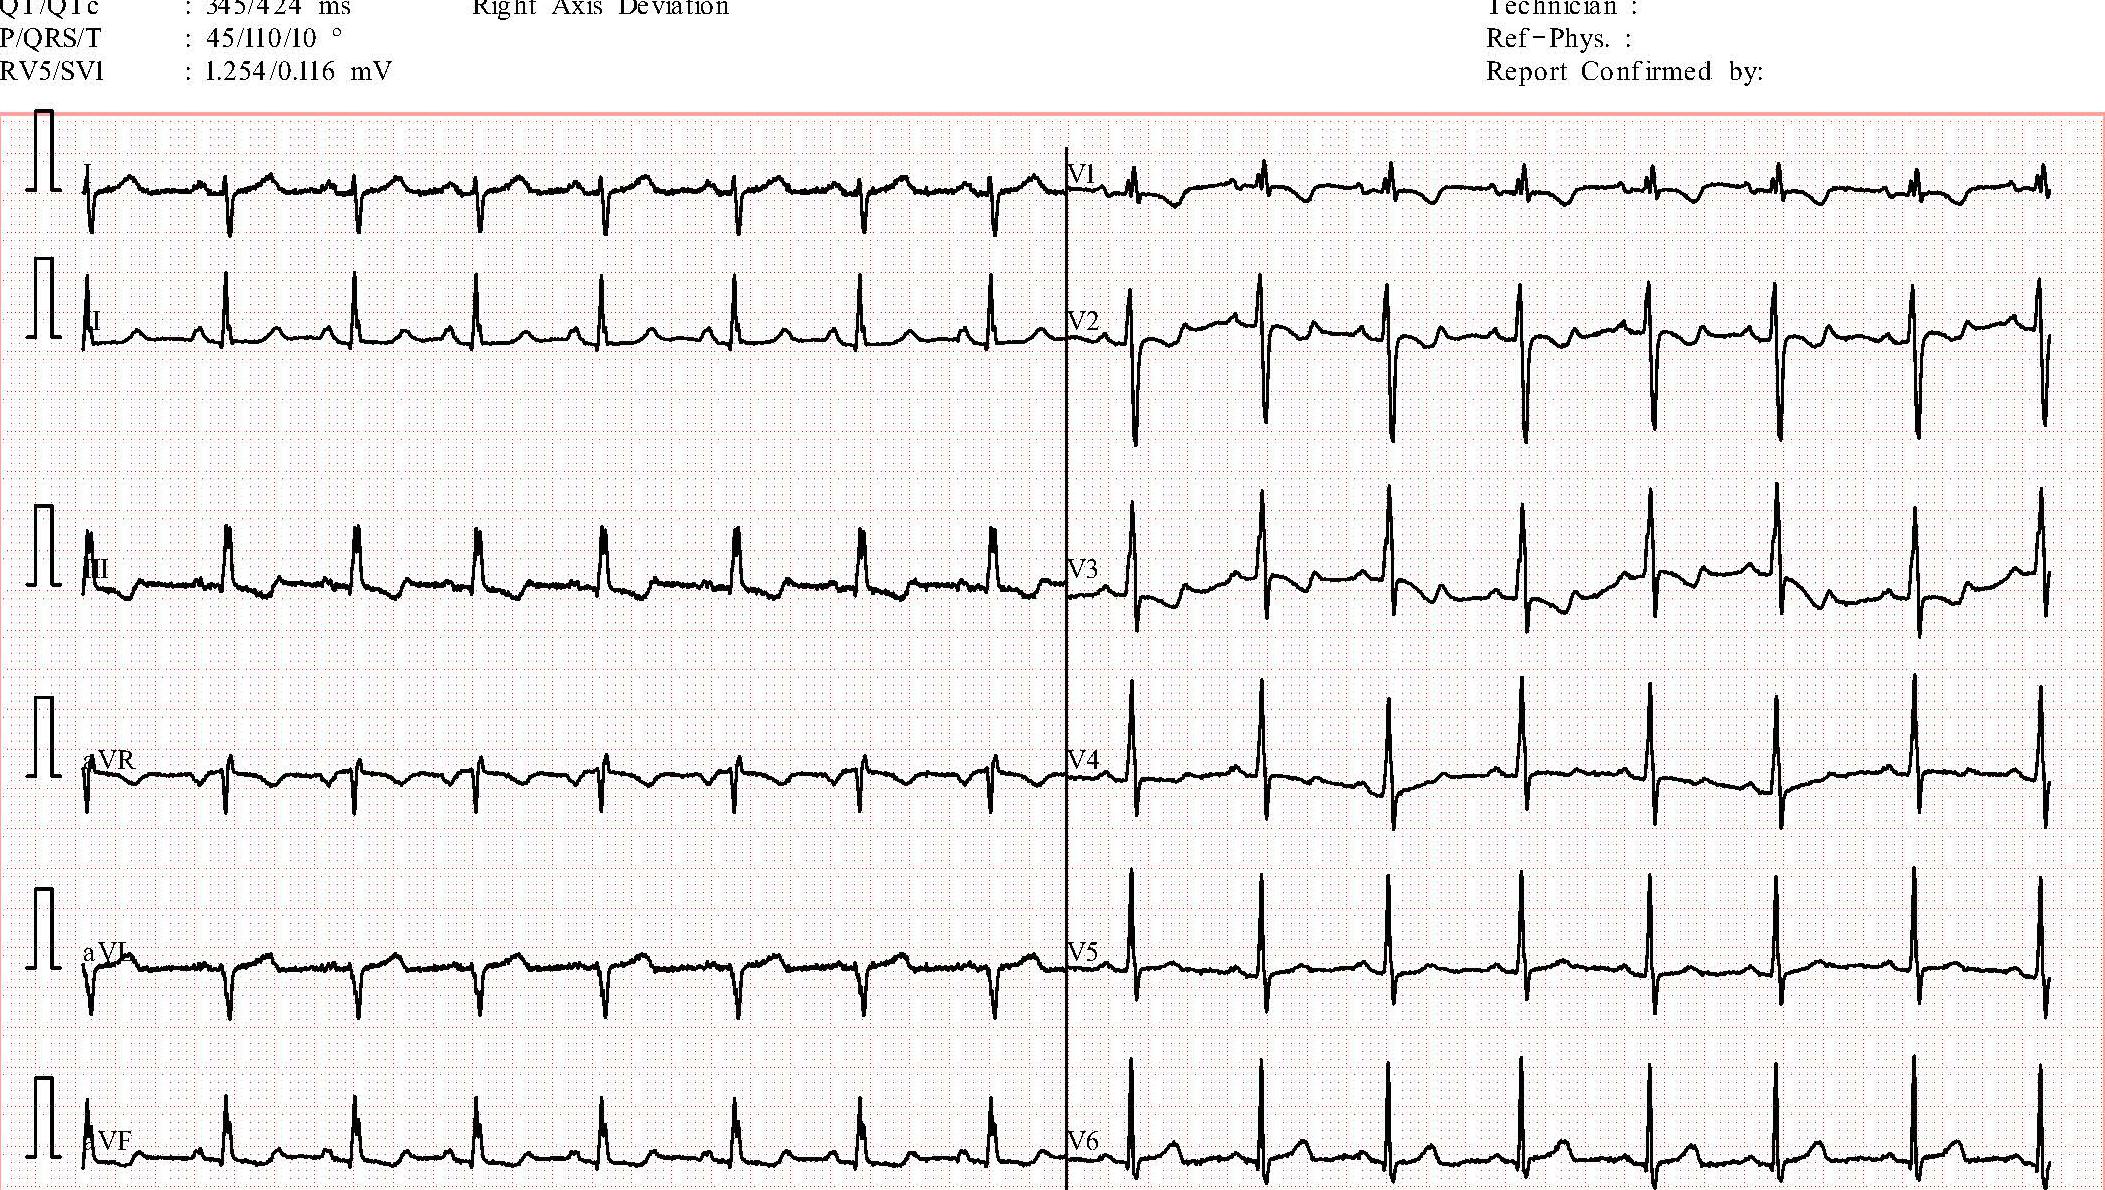 QT/QTc : 345/424 ms Right Axis Deviation Technician :
P/QRS/T : 45/110/10 ° Ref-Phys. :
RV5/SV1 : 1.254/0.116 mV Report Confirmed by:
I V1
II V2
III V3
aVR V4
aVL V5
aVF V6